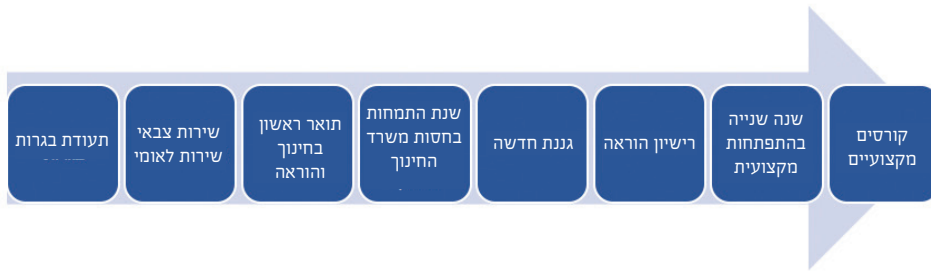 תעודת בגרות
שירות צבאי
שירות לאומי
תואר ראשון
בחינוך
והוראה
שנת התמחות
בחסות משרד
החינוך
גננת חדשה
רישיון הוראה
שנה שנייה
בהתפתחות
מקצועית
קורסים
מקצועיים